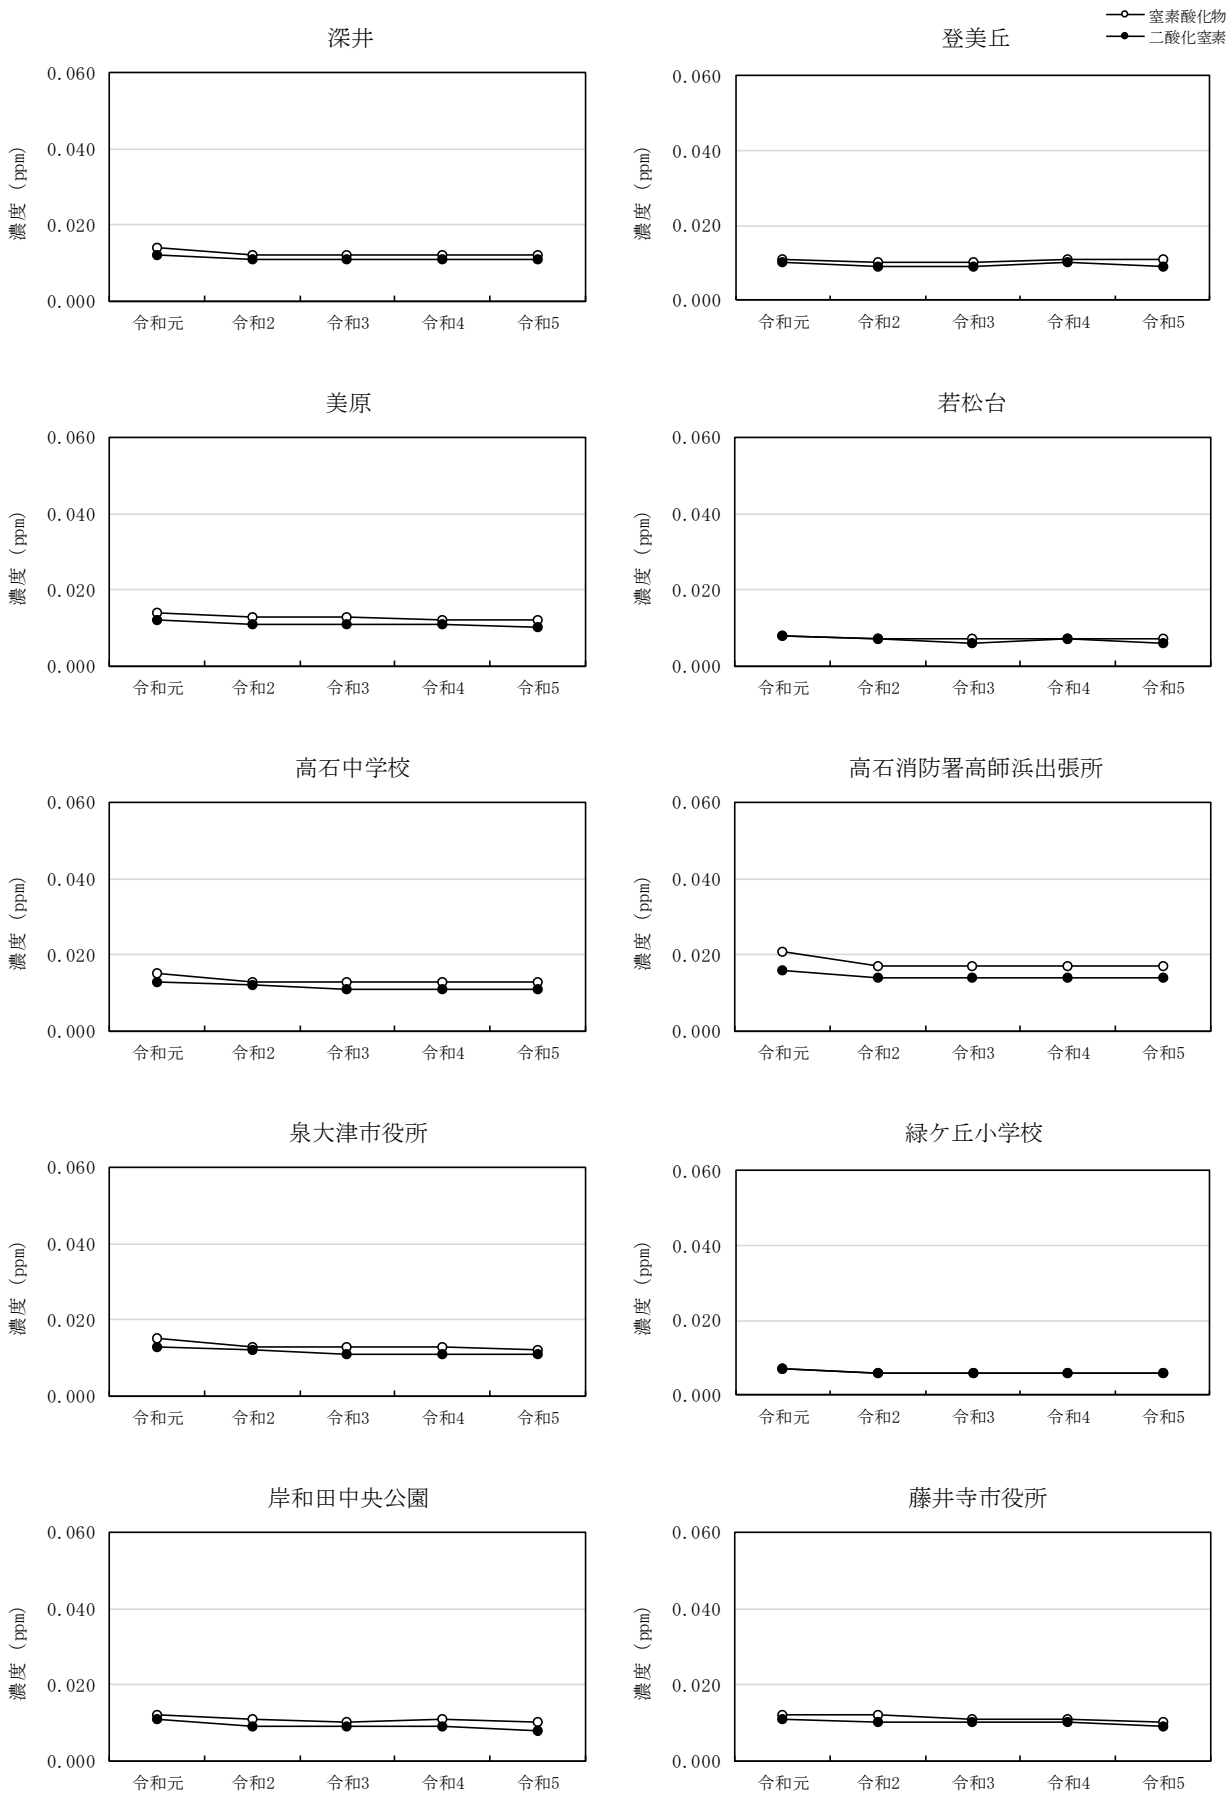 窒素酸化物
二酸化窒素
深井
0.060
0.040
0.020
0.000
濃度 (ppm)
令和元 令和2 令和3 令和4 令和5
登美丘
0.060
0.040
0.020
0.000
濃度 (ppm)
令和元 令和2 令和3 令和4 令和5
美原
0.060
0.040
0.020
0.000
濃度 (ppm)
令和元 令和2 令和3 令和4 令和5
若松台
0.060
0.040
0.020
0.000
濃度 (ppm)
令和元 令和2 令和3 令和4 令和5
高石中学校
0.060
0.040
0.020
0.000
濃度 (ppm)
令和元 令和2 令和3 令和4 令和5
高石消防署高師浜出張所
0.060
0.040
0.020
0.000
濃度 (ppm)
令和元 令和2 令和3 令和4 令和5
泉大津市役所
0.060
0.040
0.020
0.000
濃度 (ppm)
令和元 令和2 令和3 令和4 令和5
緑ケ丘小学校
0.060
0.040
0.020
0.000
濃度 (ppm)
令和元 令和2 令和3 令和4 令和5
岸和田中央公園
0.060
0.040
0.020
0.000
濃度 (ppm)
令和元 令和2 令和3 令和4 令和5
藤井寺市役所
0.060
0.040
0.020
0.000
濃度 (ppm)
令和元 令和2 令和3 令和4 令和5